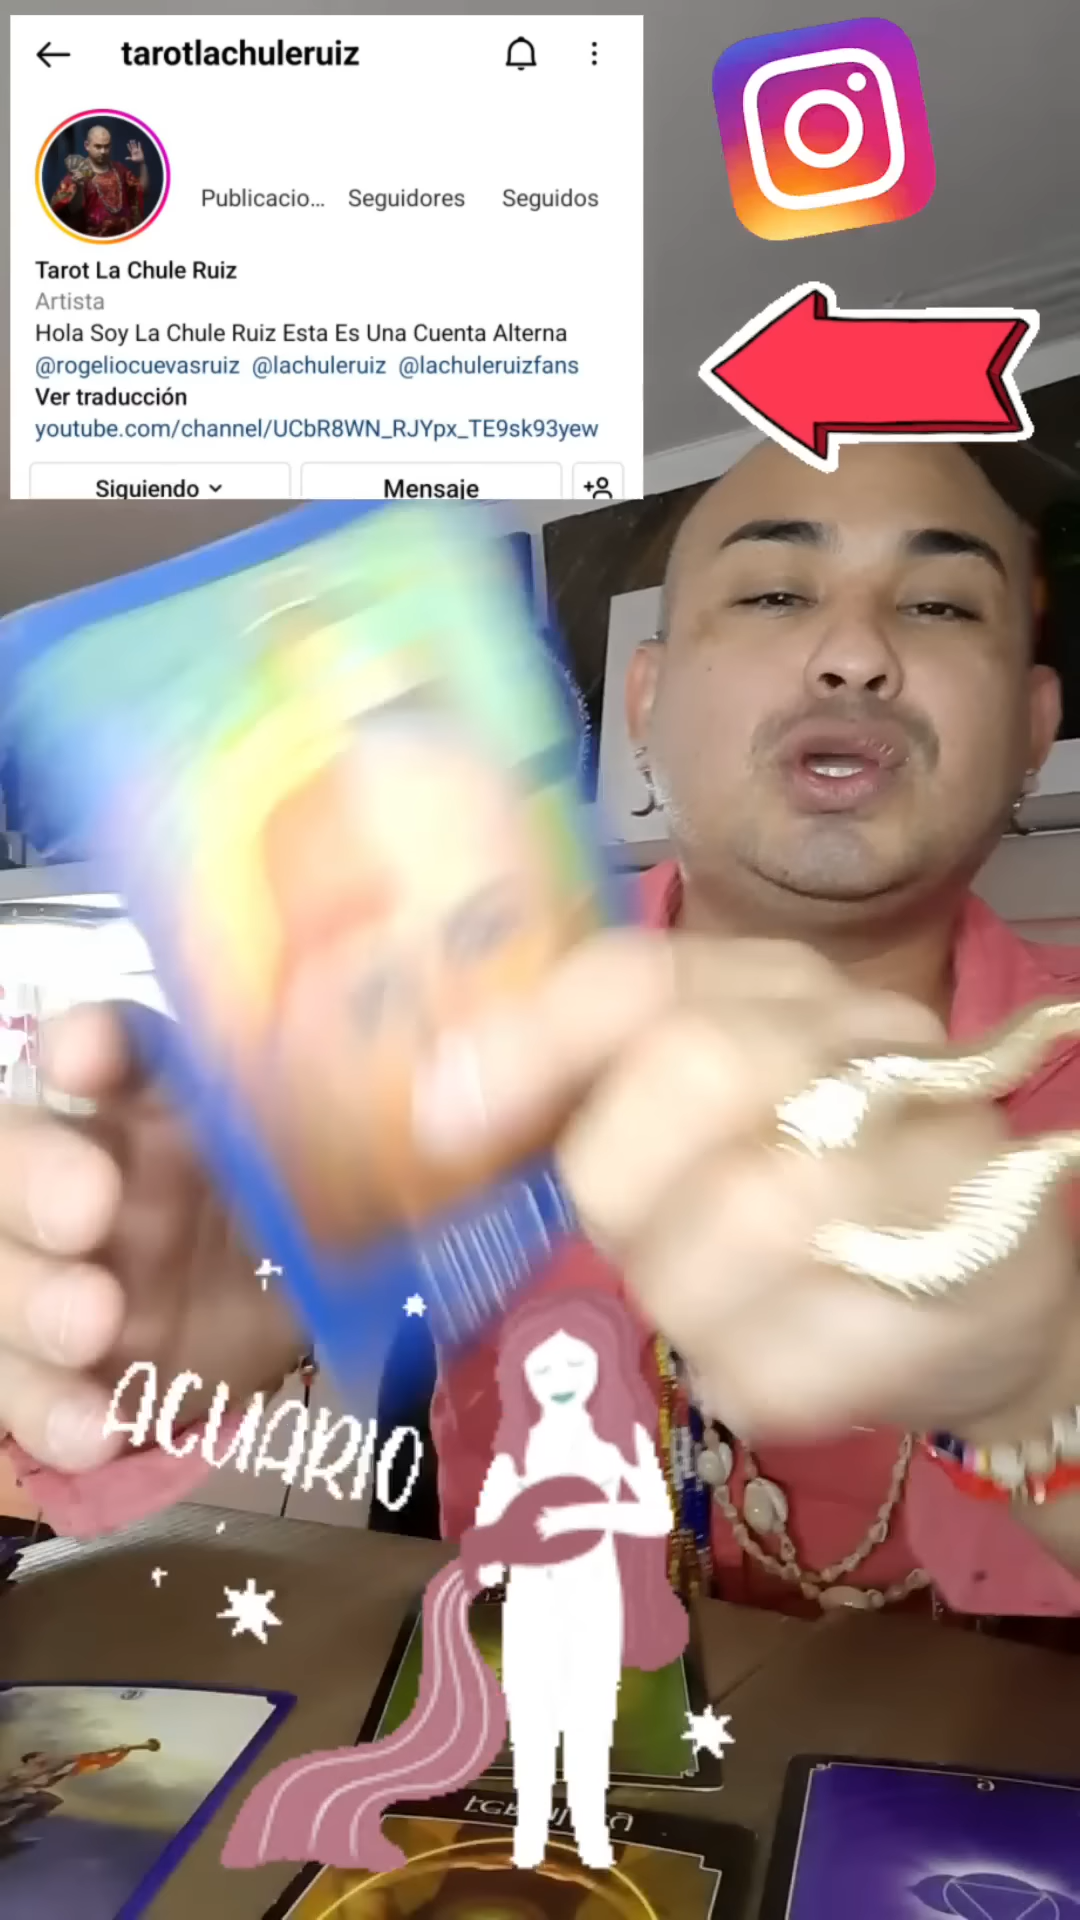 tarotlachuleruiz
Publicacio... Seguidores Seguidos
Tarot La Chule Ruiz
Artista
Hola Soy La Chule Ruiz Esta Es Una Cuenta Alterna
@rogeliocuevasruiz @lachuleruiz @lachuleruizfans
Ver traducción
youtube.com/channel/UCbR8WN_RJYpx_TE9sk93yew
Siguiendo Mensaje
ACUARIO